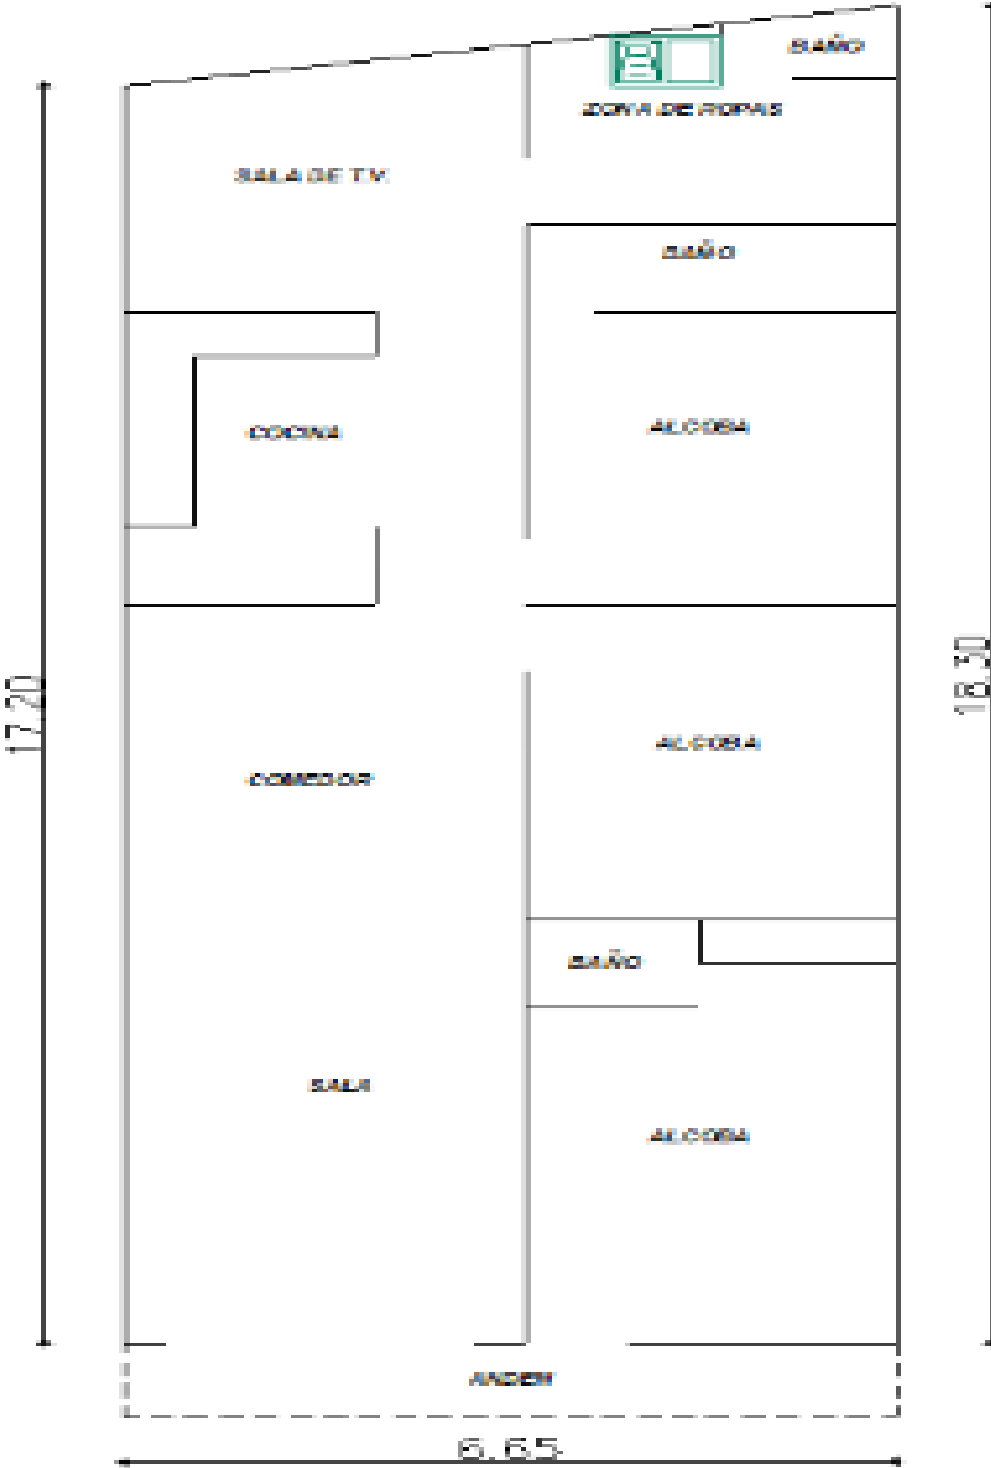 BAÑO
ZONA DE ROPAS
SALA DE T.V.
BAÑO
COCINA
ALCOBA
18.30
17.20
ALCOBA
COMEDOR
BAÑO
SALA
ALCOBA
ANDEN
6.65